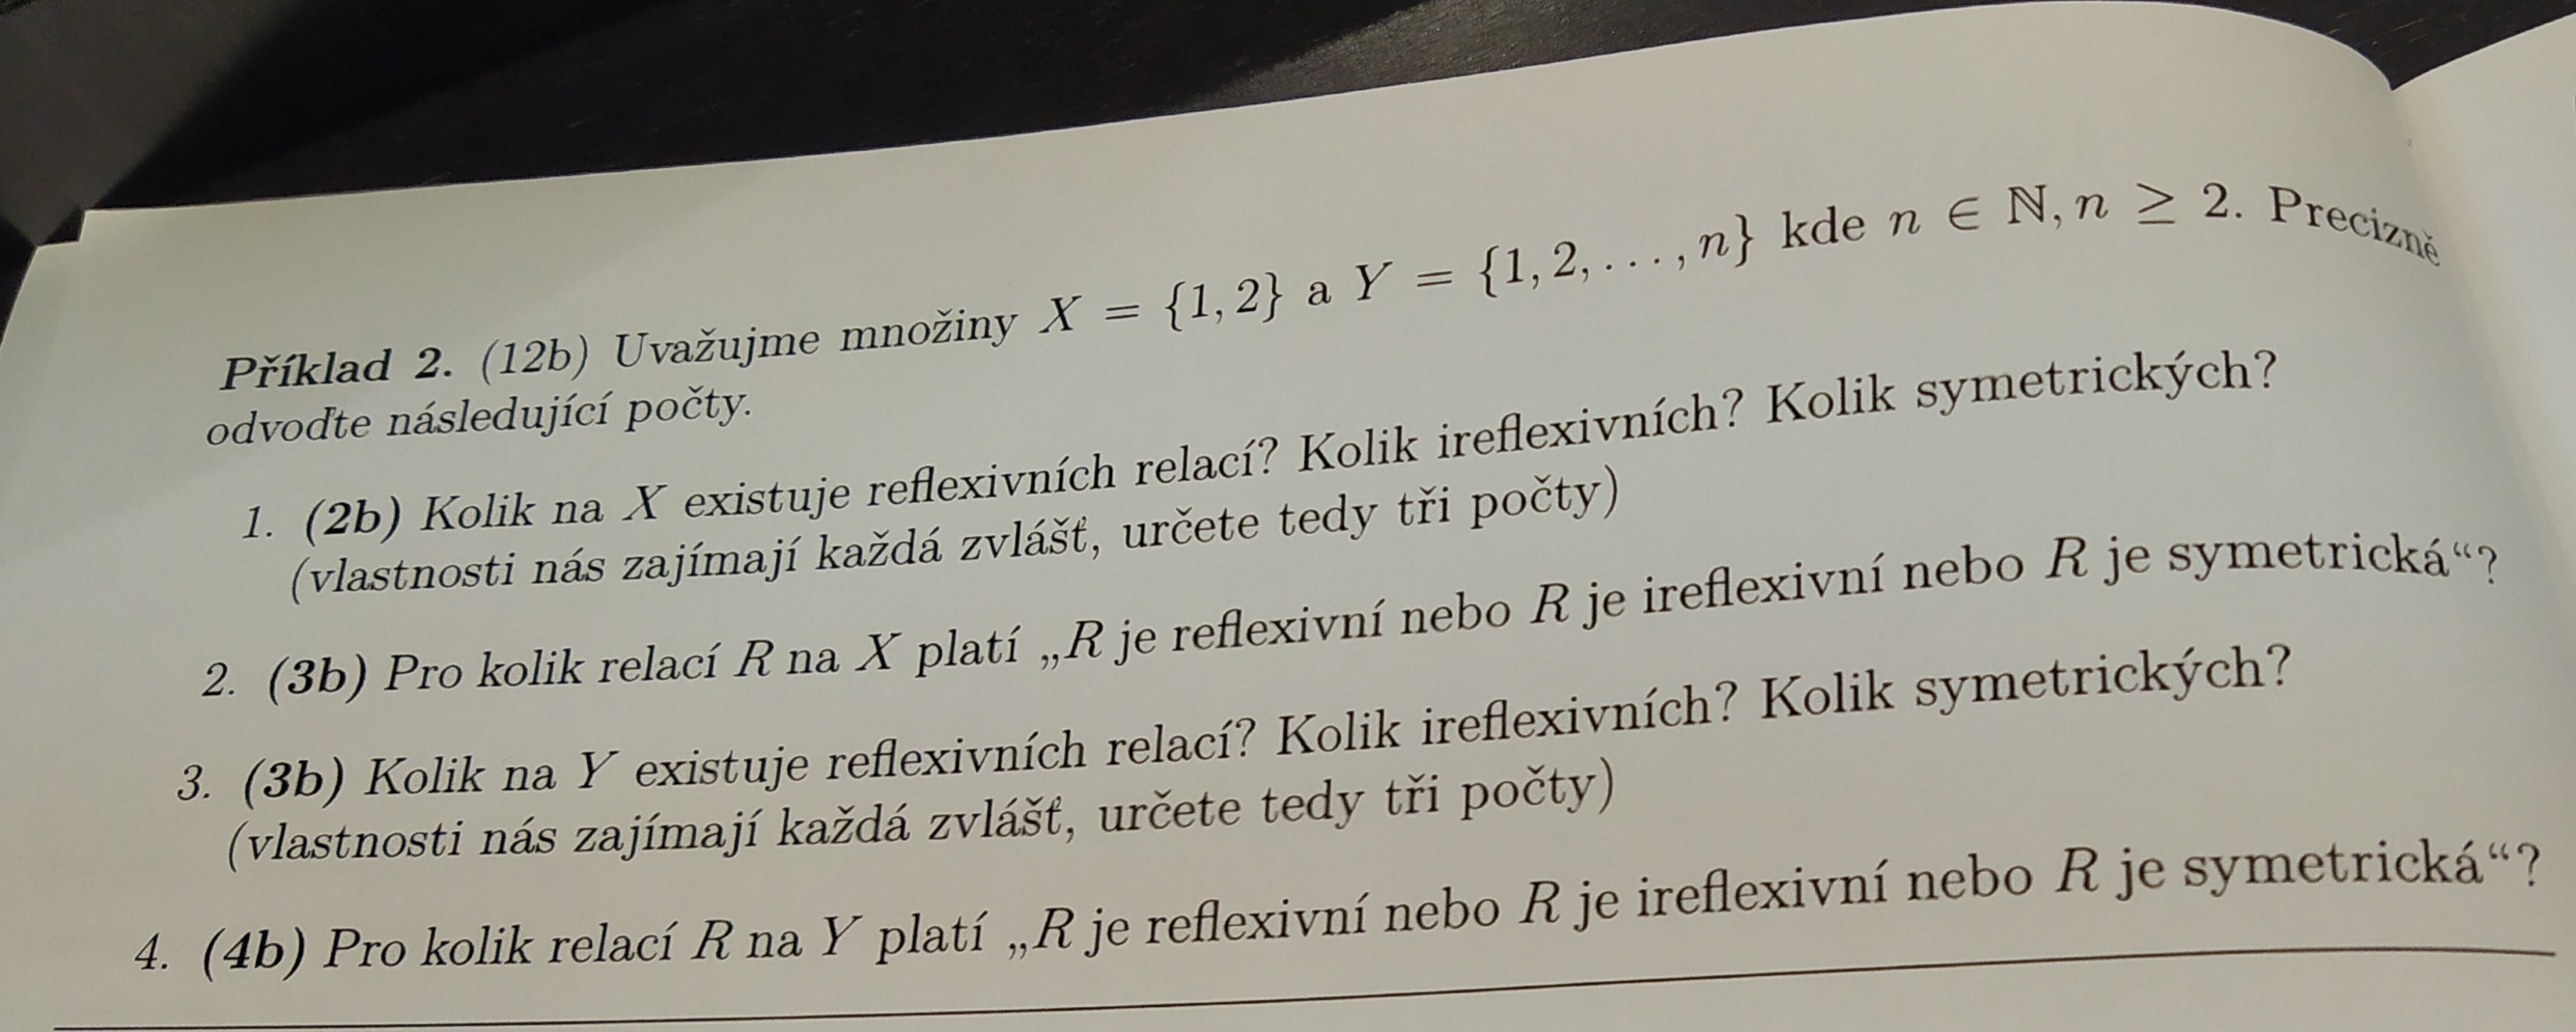 Příklad 2. (12b) Uvažujme množiny X = {1, 2} a Y = {1, 2, . . . , n} kde n ∈ ℕ, n ≥ 2. Precizně
odvoďte následující počty.
1. (2b) Kolik na X existuje reflexivních relací? Kolik ireflexivních? Kolik symetrických?
(vlastnosti nás zajímají každá zvlášť, určete tedy tři počty)
2. (3b) Pro kolik relací R na X platí „R je reflexivní nebo R je ireflexivní nebo R je symetrická“?
3. (3b) Kolik na Y existuje reflexivních relací? Kolik ireflexivních? Kolik symetrických?
(vlastnosti nás zajímají každá zvlášť, určete tedy tři počty)
4. (4b) Pro kolik relací R na Y platí „R je reflexivní nebo R je ireflexivní nebo R je symetrická“?